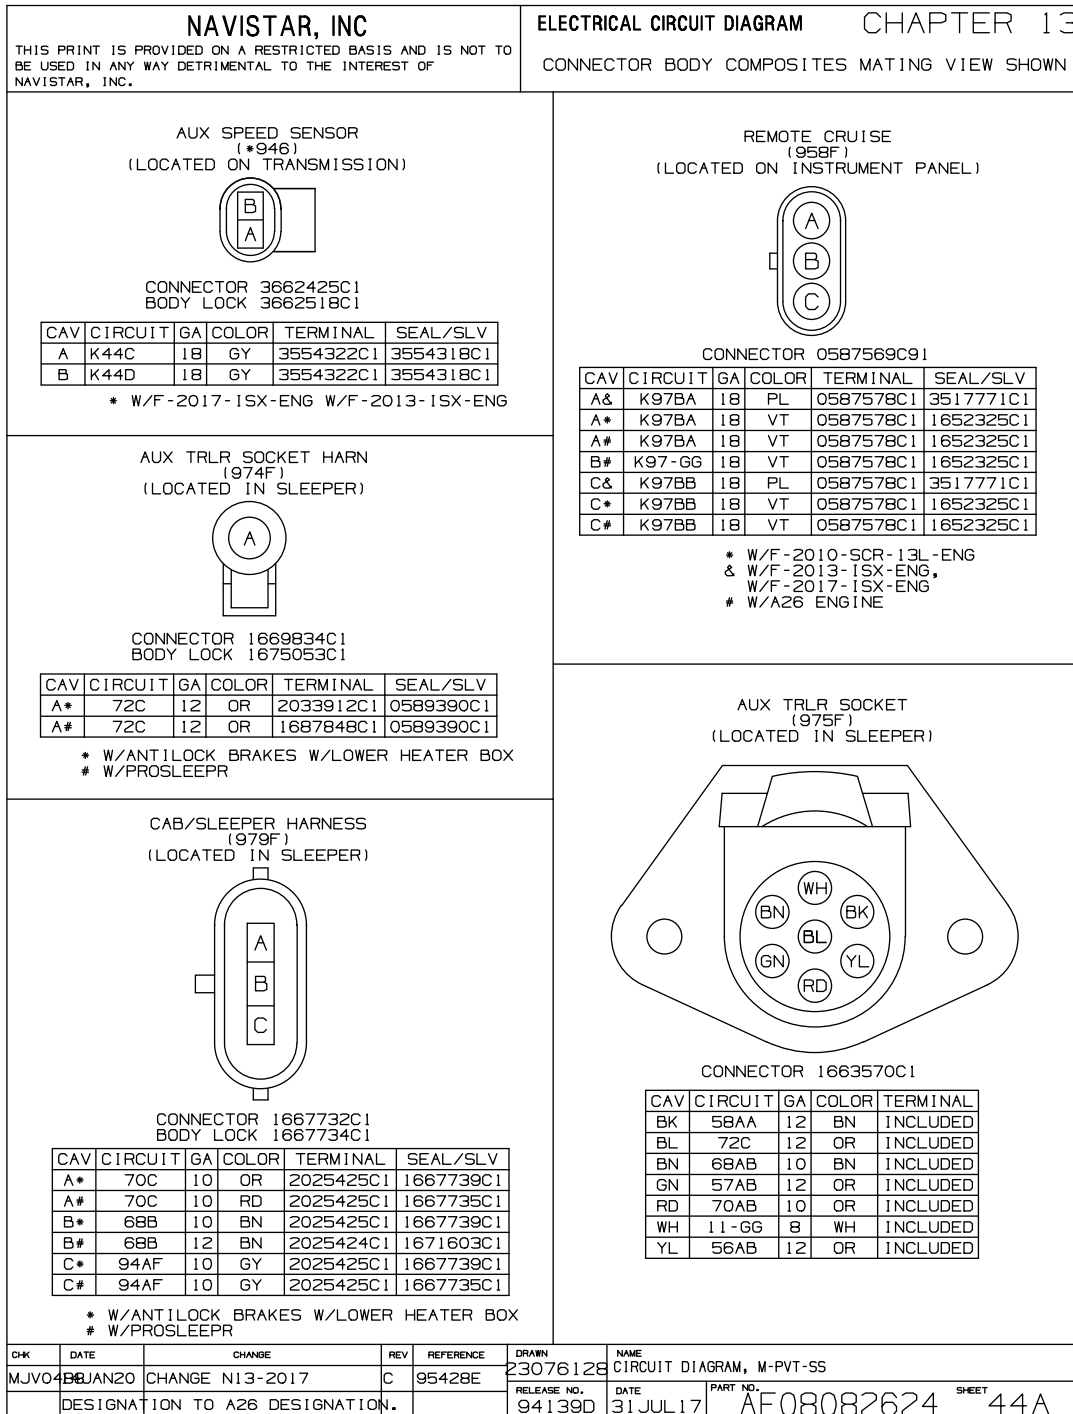 NAVISTAR, INC
THIS PRINT IS PROVIDED ON A RESTRICTED BASIS AND IS NOT TO
BE USED IN ANY WAY DETRIMENTAL TO THE INTEREST OF
NAVISTAR, INC.
ELECTRICAL CIRCUIT DIAGRAM CHAPTER 13
CONNECTOR BODY COMPOSITES MATING VIEW SHOWN
AUX SPEED SENSOR
(*946)
(LOCATED ON TRANSMISSION)
B
A
CONNECTOR 3662425C1
BODY LOCK 3662518C1
CAV CIRCUIT GA COLOR TERMINAL SEAL/SLV
A K44C 18 GY 3554322C1 3554318C1
B K44D 18 GY 3554322C1 3554318C1
* W/F-2017-ISX-ENG W/F-2013-ISX-ENG
AUX TRLR SOCKET HARN
(974F)
(LOCATED IN SLEEPER)
A
CONNECTOR 1669834C1
BODY LOCK 1675053C1
CAV CIRCUIT GA COLOR TERMINAL SEAL/SLV
A* 72C 12 OR 2033912C1 0589390C1
A# 72C 12 OR 1687848C1 0589390C1
* W/ANTILOCK BRAKES W/LOWER HEATER BOX
# W/PROSLEEPR
CAB/SLEEPER HARNESS
(979F)
(LOCATED IN SLEEPER)
A
B
C
CONNECTOR 1667732C1
BODY LOCK 1667734C1
CAV CIRCUIT GA COLOR TERMINAL SEAL/SLV
A* 70C 10 OR 2025425C1 1667739C1
A# 70C 10 RD 2025425C1 1667735C1
B* 68B 10 BN 2025425C1 1667739C1
B# 68B 12 BN 2025424C1 1671603C1
C* 94AF 10 GY 2025425C1 1667739C1
C# 94AF 10 GY 2025425C1 1667735C1
* W/ANTILOCK BRAKES W/LOWER HEATER BOX
# W/PROSLEEPR
REMOTE CRUISE
(958F)
(LOCATED ON INSTRUMENT PANEL)
A
B
C
CONNECTOR 0587569C91
CAV CIRCUIT GA COLOR TERMINAL SEAL/SLV
A& K97BA 18 PL 0587578C1 3517771C1
A* K97BA 18 VT 0587578C1 1652325C1
A# K97BA 18 VT 0587578C1 1652325C1
B# K97-GG 18 VT 0587578C1 1652325C1
C& K97BB 18 PL 0587578C1 3517771C1
C* K97BB 18 VT 0587578C1 1652325C1
C# K97BB 18 VT 0587578C1 1652325C1
* W/F-2010-SCR-13L-ENG
& W/F-2013-ISX-ENG,
W/F-2017-ISX-ENG
# W/A26 ENGINE
AUX TRLR SOCKET
(975F)
(LOCATED IN SLEEPER)
WH
BN BK
BL
GN YL
RD
CONNECTOR 1663570C1
CAV CIRCUIT GA COLOR TERMINAL
BK 58AA 12 BN INCLUDED
BL 72C 12 OR INCLUDED
BN 68AB 10 BN INCLUDED
GN 57AB 12 OR INCLUDED
RD 70AB 10 OR INCLUDED
WH 11-GG 8 WH INCLUDED
YL 56AB 12 OR INCLUDED
CHK DATE CHANGE REV REFERENCE DRAWN NAME
CHANGE N13-2017 C 95428E 23076128 CIRCUIT DIAGRAM, M-PVT-SS
DESIGNATION TO A26 DESIGNATION.
RELEASE NO. DATE PART NO. SHEET
94139D 31JUL17 AF08082624 44A